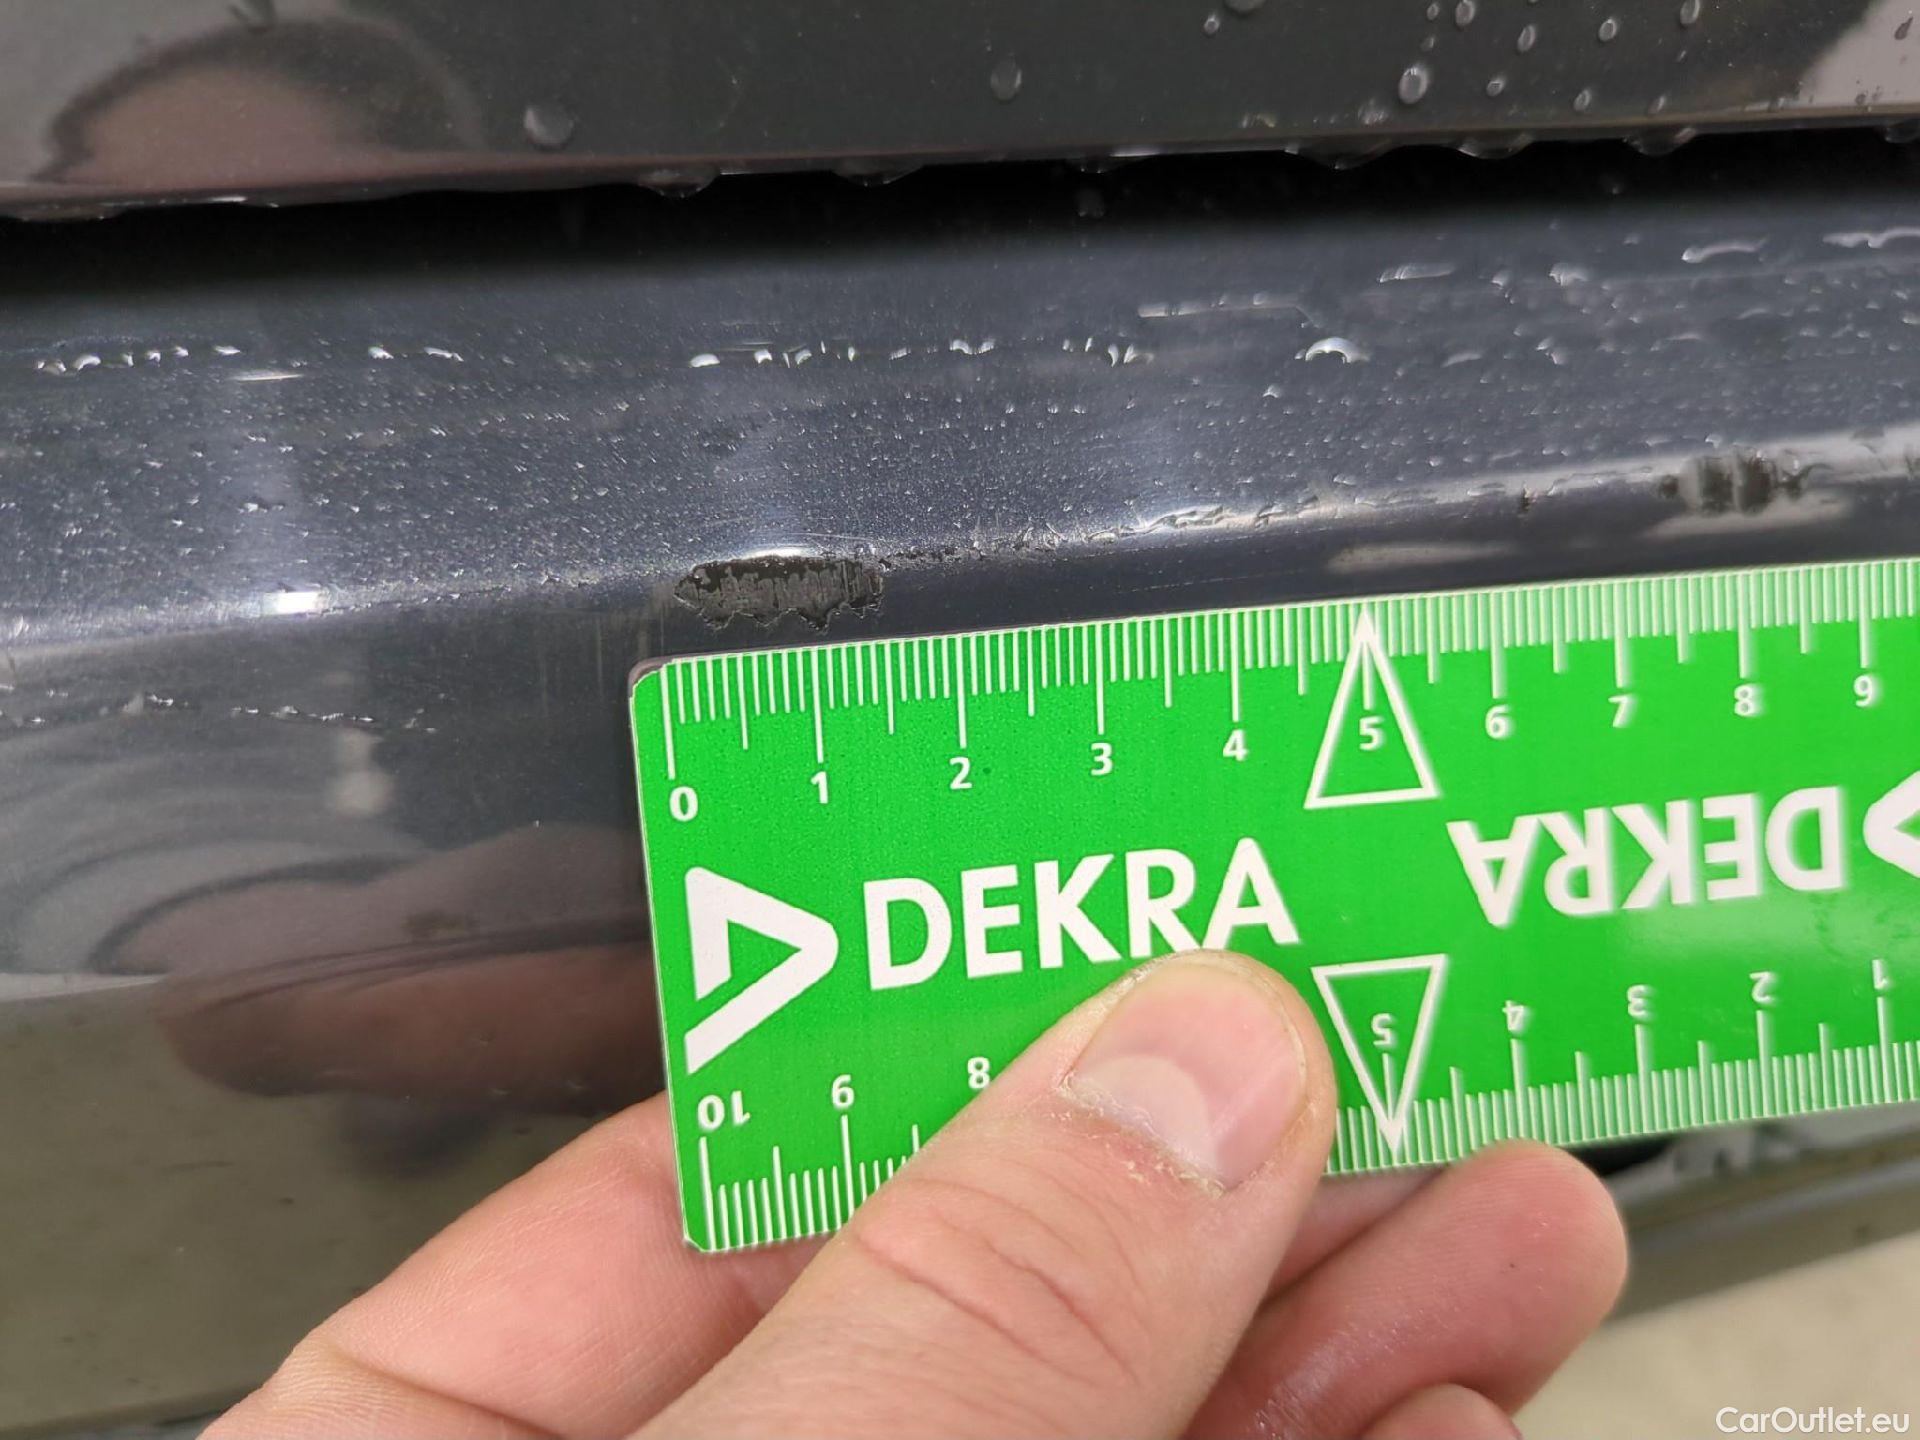 0 1 2 3 4 5 6 7 8 9
DEKRA
DEKRA
10 9 8 5 4 3 2 1
CarOutlet.eu